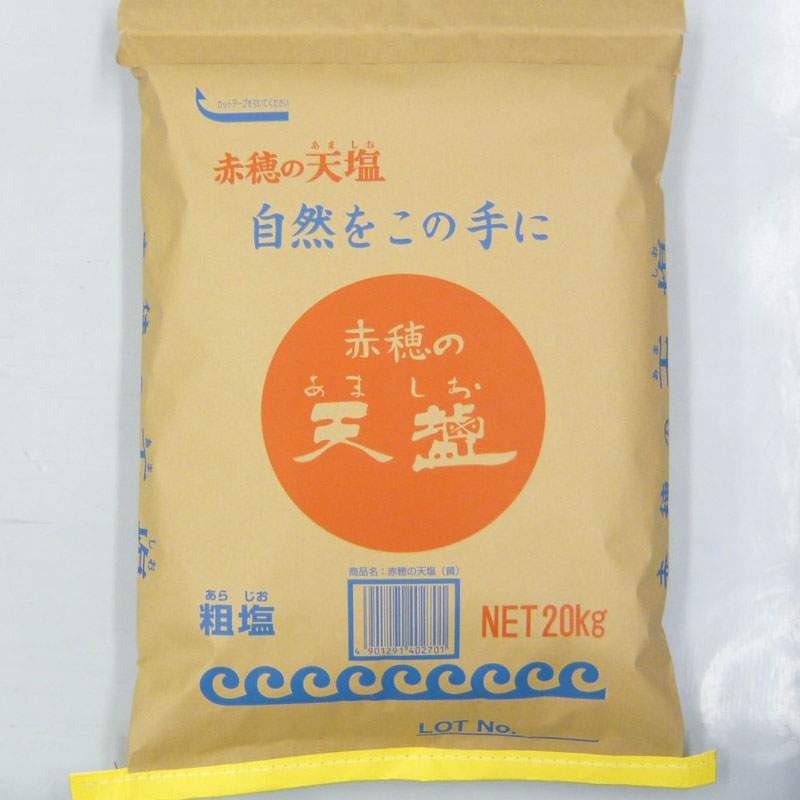 カットテープを引いてください
あま しお
赤穂の天塩
自然をこの手に
赤穂の
あま しお
天塩
商品名：赤穂の天塩（黄）
4 901291 402701
あら じお
粗塩
NET20kg
LOT No.